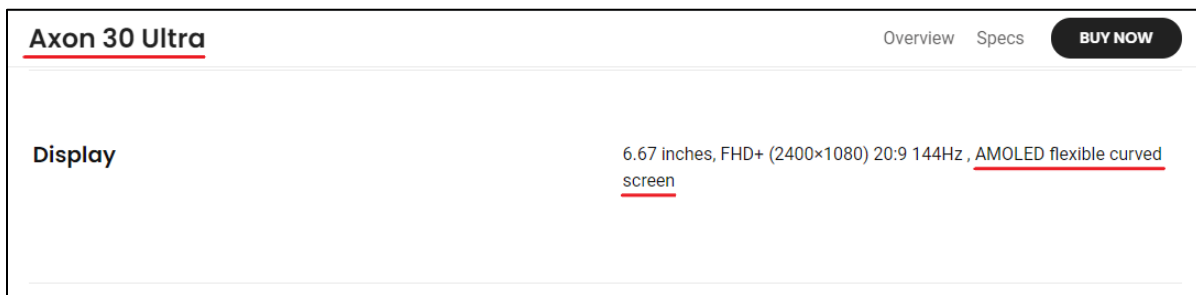 Axon 30 Ultra
Overview Specs BUY NOW
Display
6.67 inches, FHD+ (2400×1080) 20:9 144Hz , AMOLED flexible curved
screen